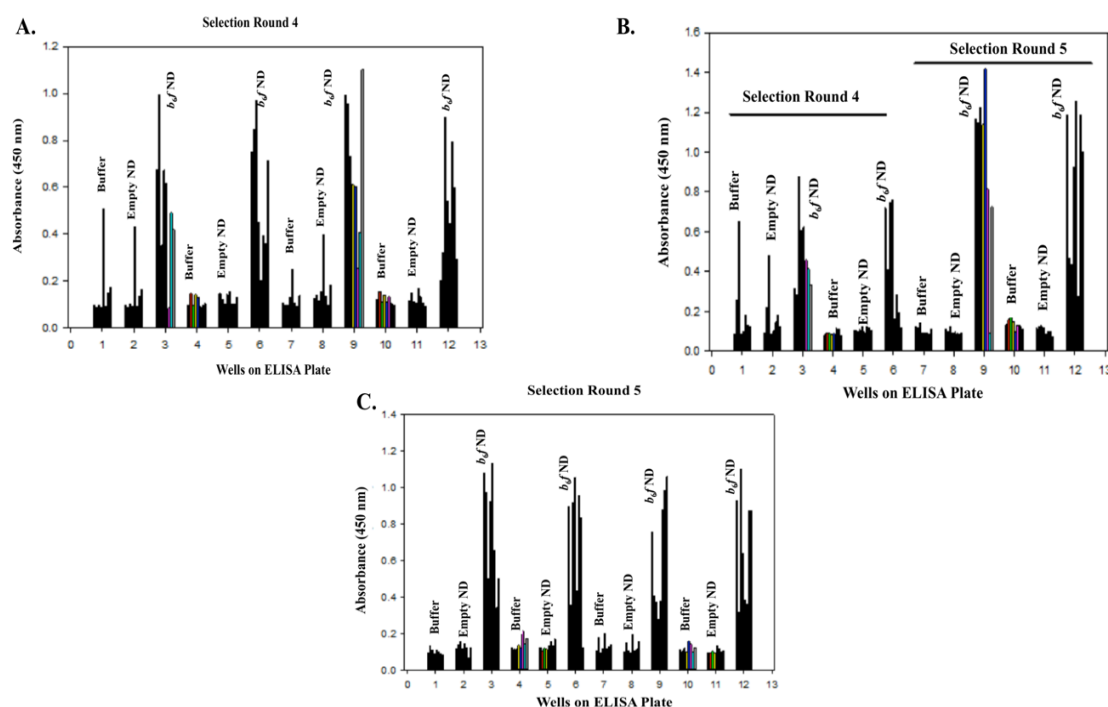 Selection Round 4
A.
Absorbance (450 nm)
1.2
1.0
0.8
0.6
0.4
0.2
0.0
Buffer
Empty ND
b₆f ND
Buffer
Empty ND
b₆f ND
Buffer
Empty ND
b₆f ND
Buffer
Empty ND
b₆f ND
0 1 2 3 4 5 6 7 8 9 10 11 12 13
Wells on ELISA Plate
B.
Absorbance (450 nm)
1.6
1.4
1.2
1.0
0.8
0.6
0.4
0.2
0.0
Selection Round 4
Selection Round 5
Buffer
Empty ND
b₆f ND
Buffer
Empty ND
b₆f ND
Buffer
Empty ND
b₆f ND
Buffer
Empty ND
b₆f ND
0 1 2 3 4 5 6 7 8 9 10 11 12 13
Wells on ELISA Plate
C.
Selection Round 5
Absorbance (450 nm)
1.4
1.2
1.0
0.8
0.6
0.4
0.2
0.0
Buffer
Empty ND
b₆f ND
Buffer
Empty ND
b₆f ND
Buffer
Empty ND
b₆f ND
Buffer
Empty ND
b₆f ND
0 1 2 3 4 5 6 7 8 9 10 11 12 13
Wells on ELISA Plate